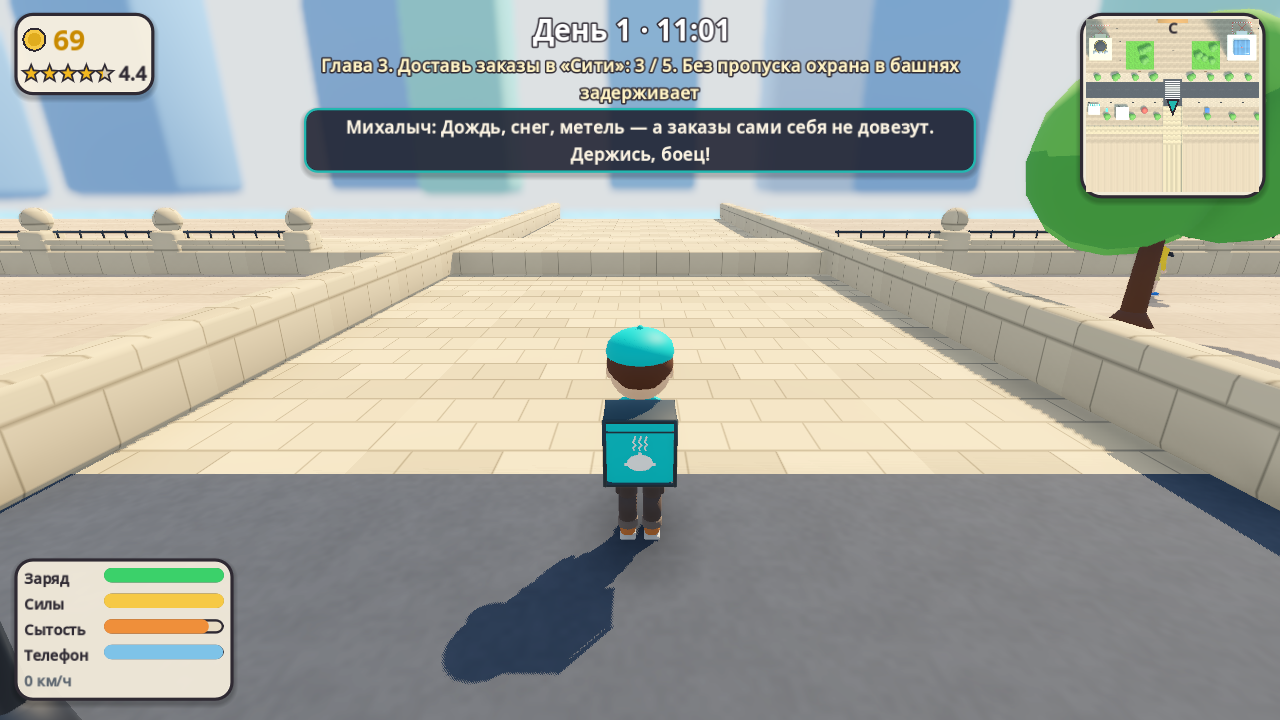 69
4.4
День 1 · 11:01
Глава 3. Доставь заказы в «Сити»: 3 / 5. Без пропуска охрана в башнях
задерживает
Михалыч: Дождь, снег, метель — а заказы сами себя не довезут.
Держись, боец!
С
Заряд
Силы
Сытость
Телефон
0 км/ч